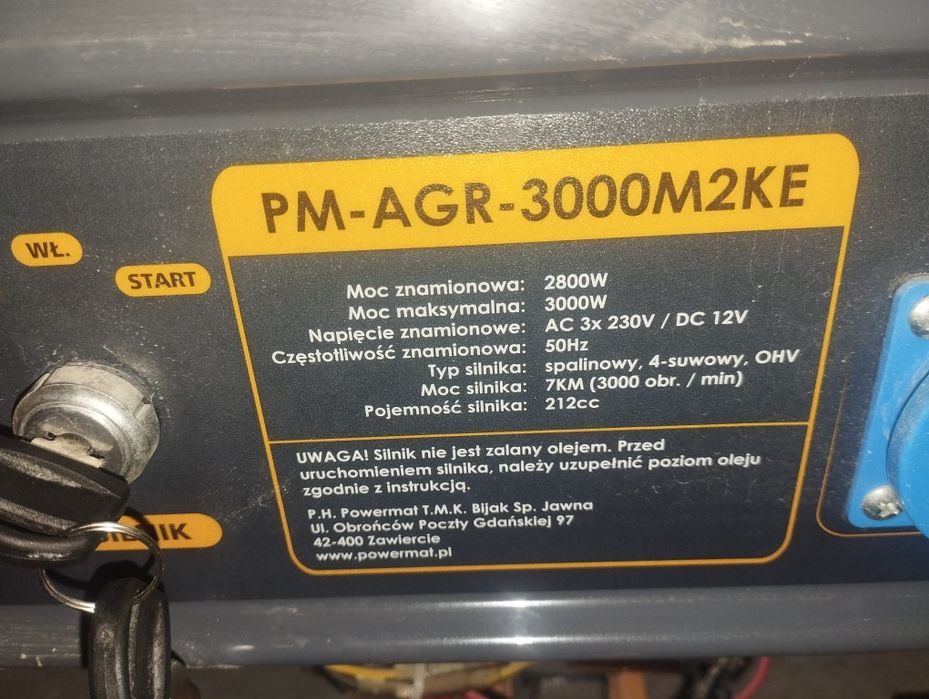 PM-AGR-3000M2KE
WŁ.
START
Moc znamionowa: 2800W
Moc maksymalna: 3000W
Napięcie znamionowe: AC 3x 230V / DC 12V
Częstotliwość znamionowa: 50Hz
Typ silnika: spalinowy, 4-suwowy, OHV
Moc silnika: 7KM (3000 obr. / min)
Pojemność silnika: 212cc
UWAGA! Silnik nie jest zalany olejem. Przed
uruchomieniem silnika, należy uzupełnić poziom oleju
zgodnie z instrukcją.
P.H. Powermat T.M.K. Bijak Sp. Jawna
Ul. Obrońców Poczty Gdańskiej 97
42-400 Zawiercie
www.powermat.pl